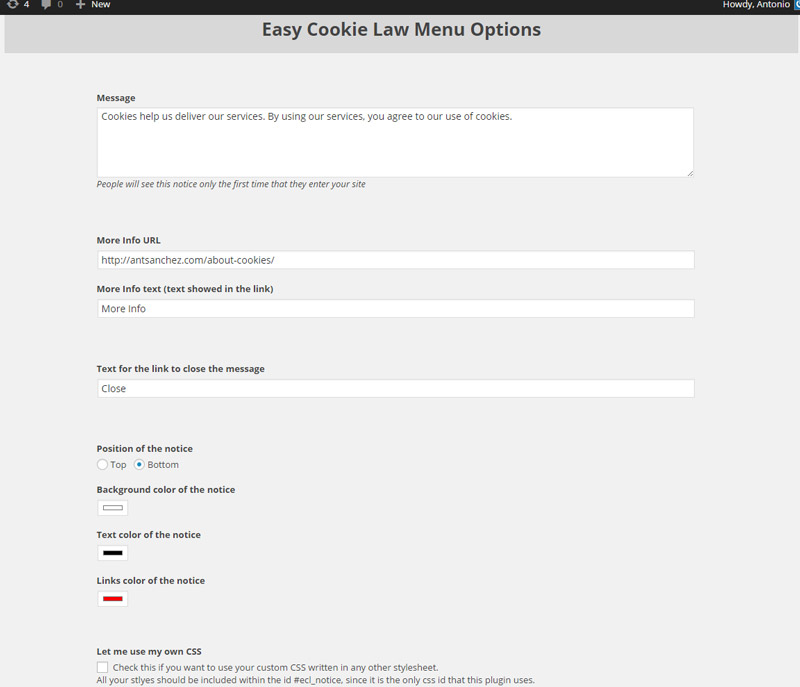 4 0 New Howdy, Antonio
Easy Cookie Law Menu Options
Message
Cookies help us deliver our services. By using our services, you agree to our use of cookies.
People will see this notice only the first time that they enter your site
More Info URL
http://antsanchez.com/about-cookies/
More Info text (text showed in the link)
More Info
Text for the link to close the message
Close
Position of the notice
Top Bottom
Background color of the notice
Text color of the notice
Links color of the notice
Let me use my own CSS
Check this if you want to use your custom CSS written in any other stylesheet.
All your stlyes should be included within the id #ecl_notice, since it is the only css id that this plugin uses.